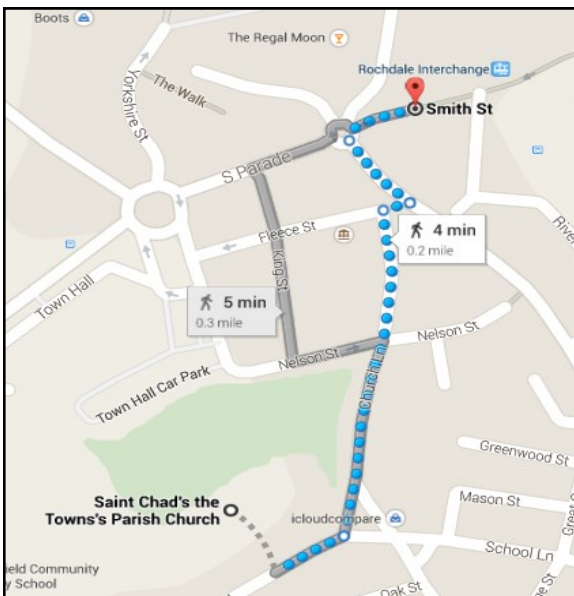 Boots
The Regal Moon
Rochdale Interchange
The Walk
Yorkshire St
Smith St
S Parade
Fleece St
4 min
0.2 mile
King St
Town Hall
5 min
0.3 mile
Nelson St
Nelson St
Church Ln
Town Hall Car Park
Greenwood St
Saint Chad's the
Towns's Parish Church
Mason St
icloudcompare
School Ln
ield Community
y School
Oak St